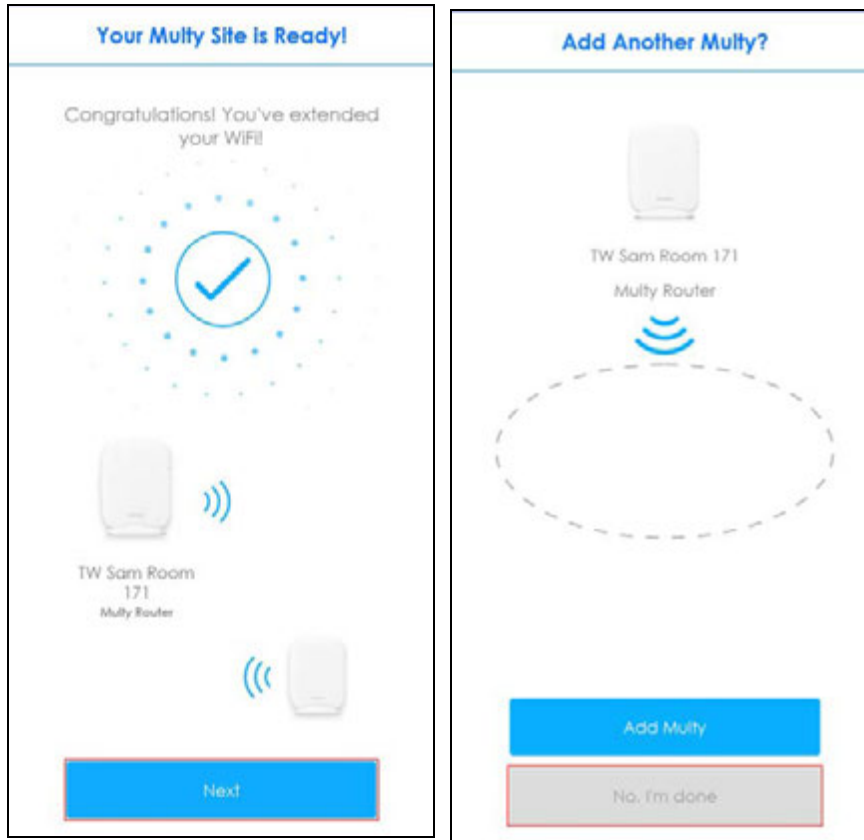 Your Multy Site is Ready!
Congratulations! You've extended
your WiFi!
TW Sam Room
171
Multy Router
Next
Add Another Multy?
TW Sam Room 171
Multy Router
Add Multy
No, I'm done